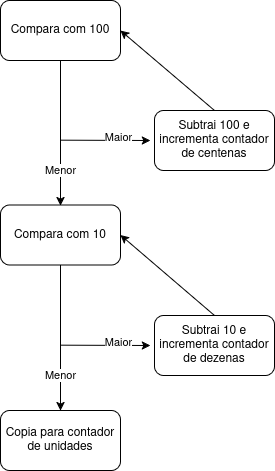 Compara com 100
Maior
Subtrai 100 e
incrementa contador
de centenas
Menor
Compara com 10
Maior
Subtrai 10 e
incrementa contador
de dezenas
Menor
Copia para contador
de unidades